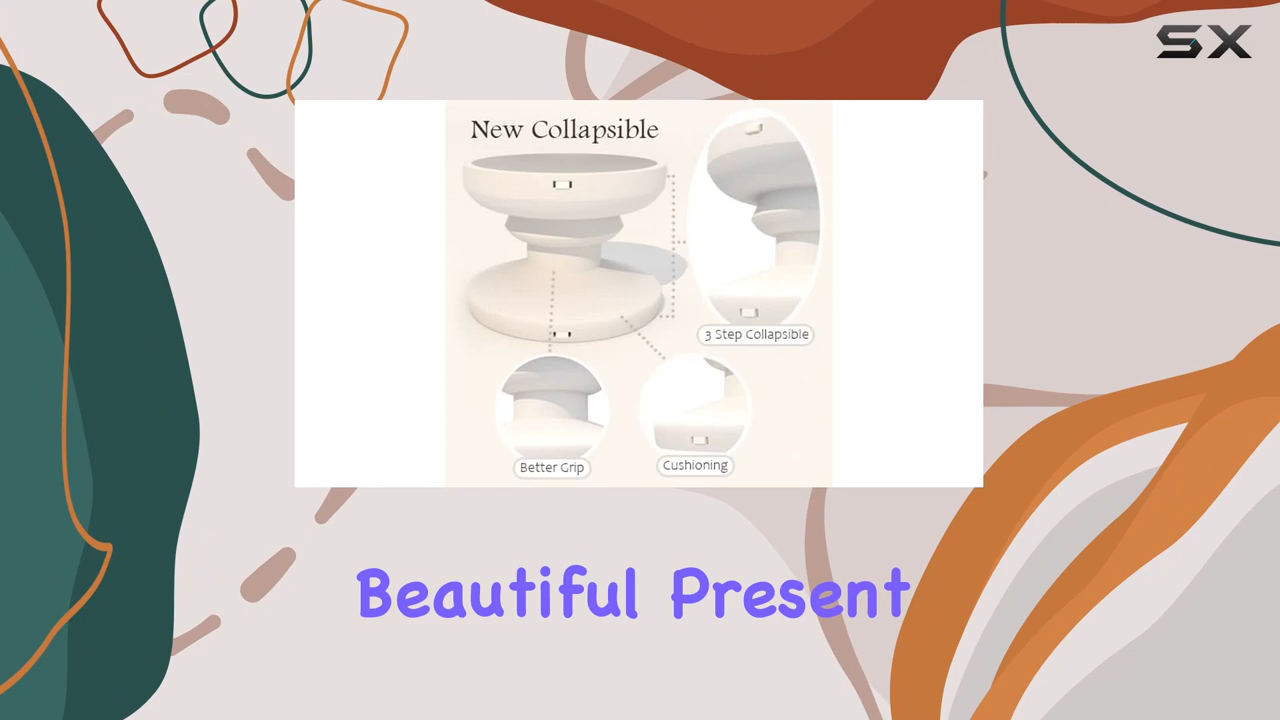 SX
New Collapsible
3 Step Collapsible
Better Grip
Cushioning
Beautiful Present